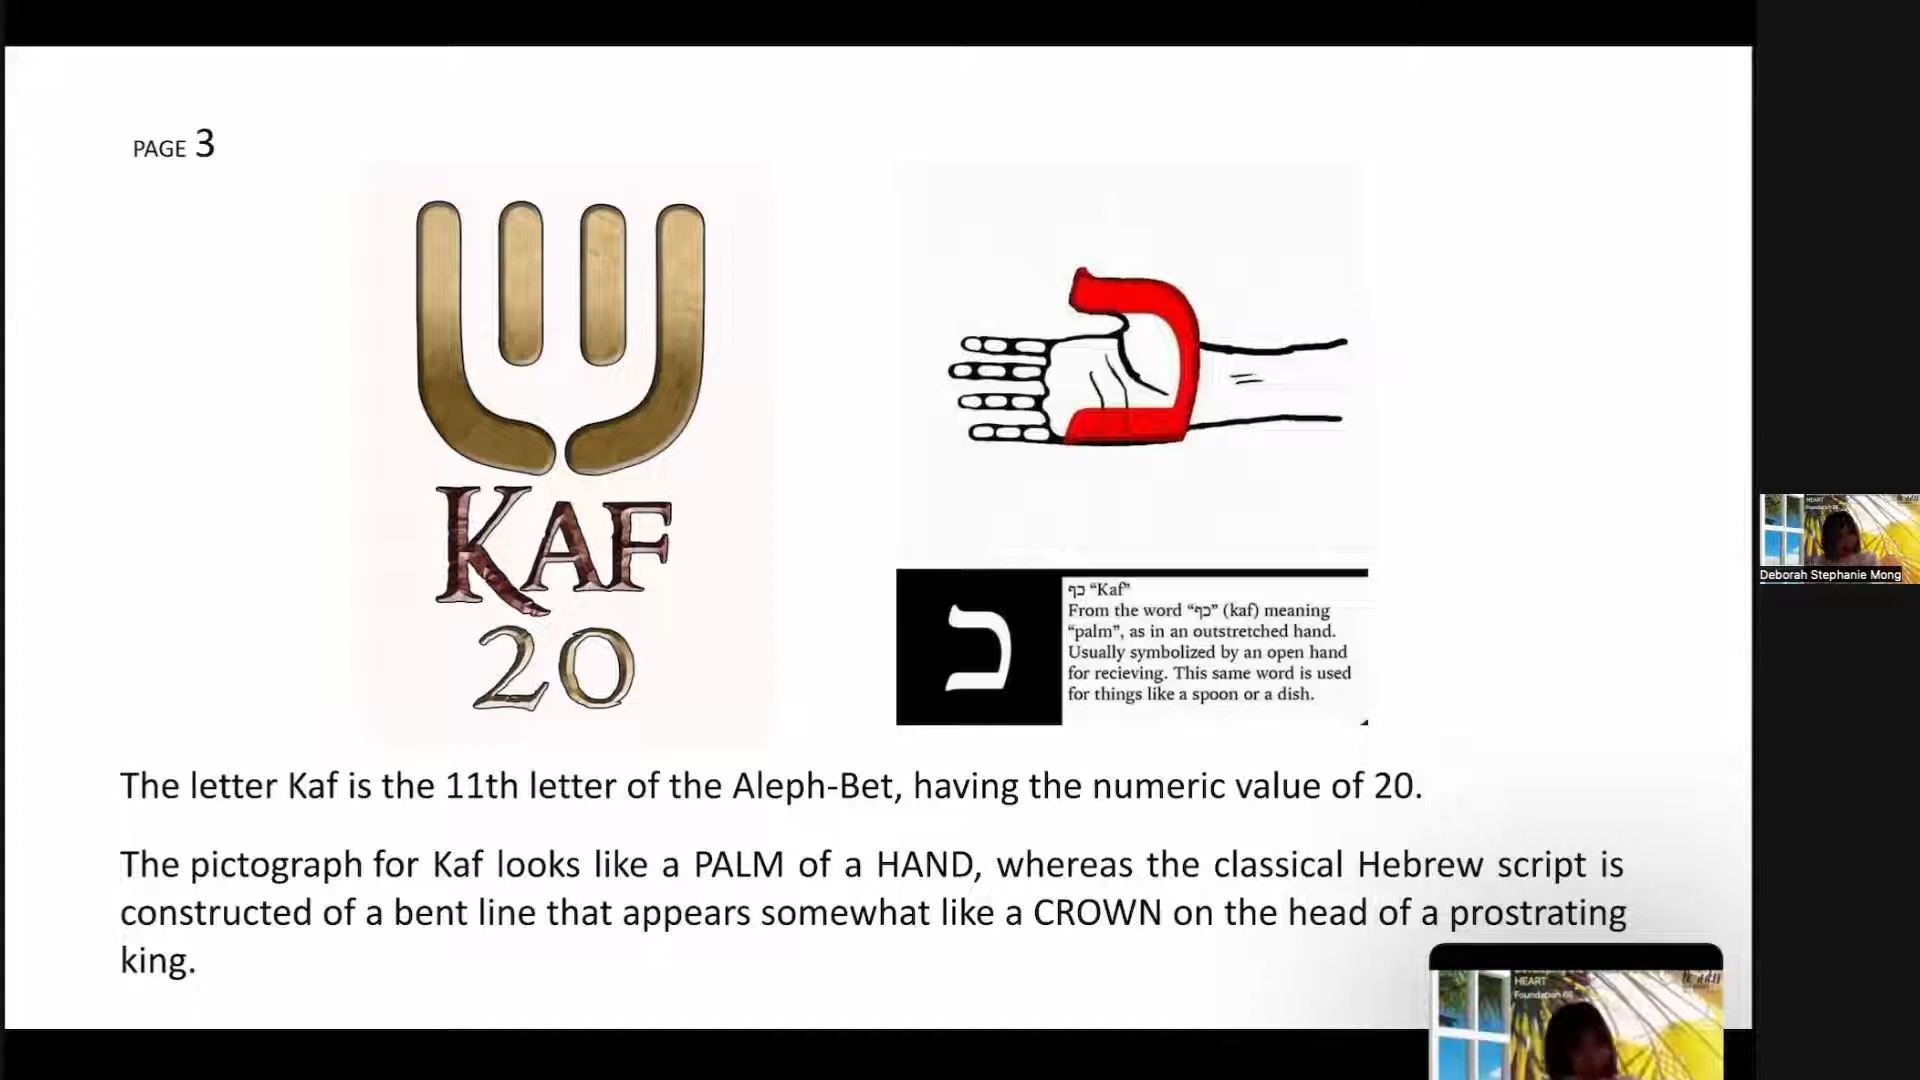 PAGE 3
KAF
20
כף “Kaf”
From the word “כף” (kaf) meaning
“palm”, as in an outstretched hand.
Usually symbolized by an open hand
for recieving. This same word is used
for things like a spoon or a dish.
כ
The letter Kaf is the 11th letter of the Aleph-Bet, having the numeric value of 20.
The pictograph for Kaf looks like a PALM of a HAND, whereas the classical Hebrew script is
constructed of a bent line that appears somewhat like a CROWN on the head of a prostrating
king.
HEART
Deborah Stephanie Mong
HEART
Foundation